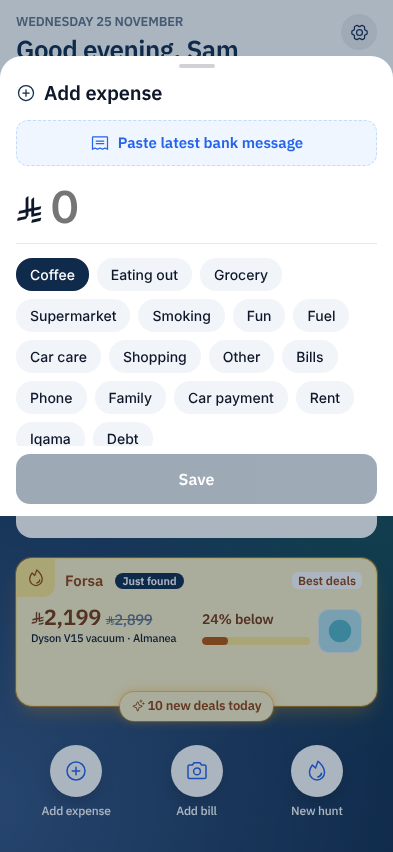 WEDNESDAY 25 NOVEMBER
Good evening, Sam
Add expense
Paste latest bank message
⃁ 0
Coffee Eating out Grocery
Supermarket Smoking Fun Fuel
Car care Shopping Other Bills
Phone Family Car payment Rent
Iqama Debt
Save
Forsa Just found Best deals
⃁2,199 ⃁2,899 24% below
Dyson V15 vacuum · Almanea
10 new deals today
Add expense Add bill New hunt